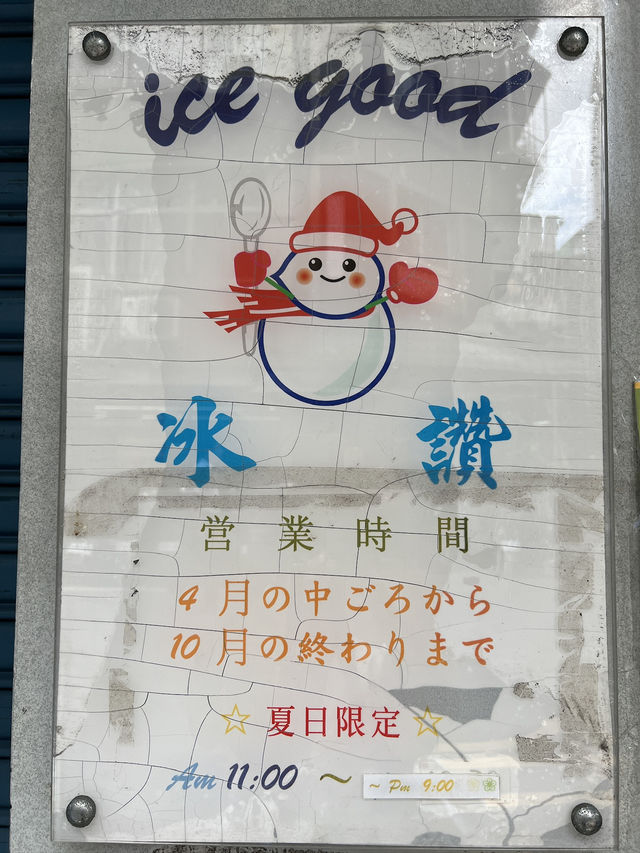 ice good
冰 讚
営業時間
4月の中ごろから
10月の終わりまで
☆ 夏日限定 ☆
Am 11:00 ～ ~ Pm 9:00